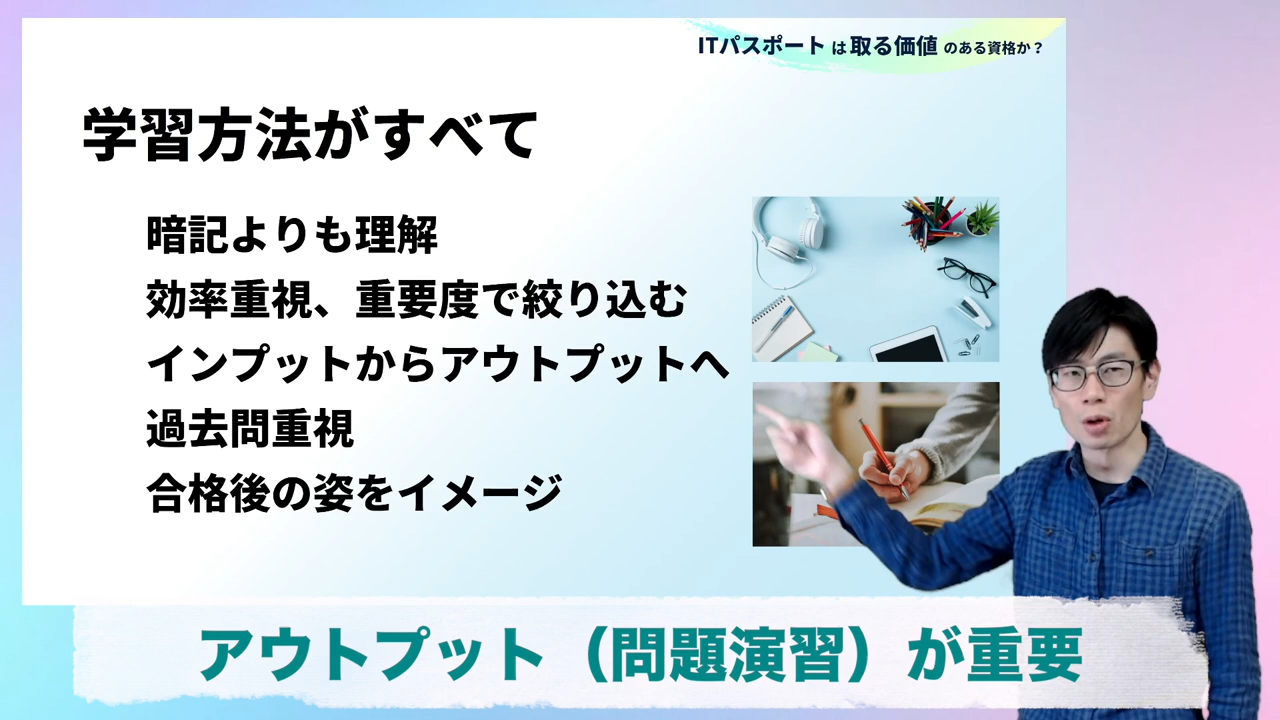 ITパスポート は 取る価値 のある資格か？
学習方法がすべて
暗記よりも理解
効率重視、重要度で絞り込む
インプットからアウトプットへ
過去問重視
合格後の姿をイメージ
アウトプット（問題演習）が重要